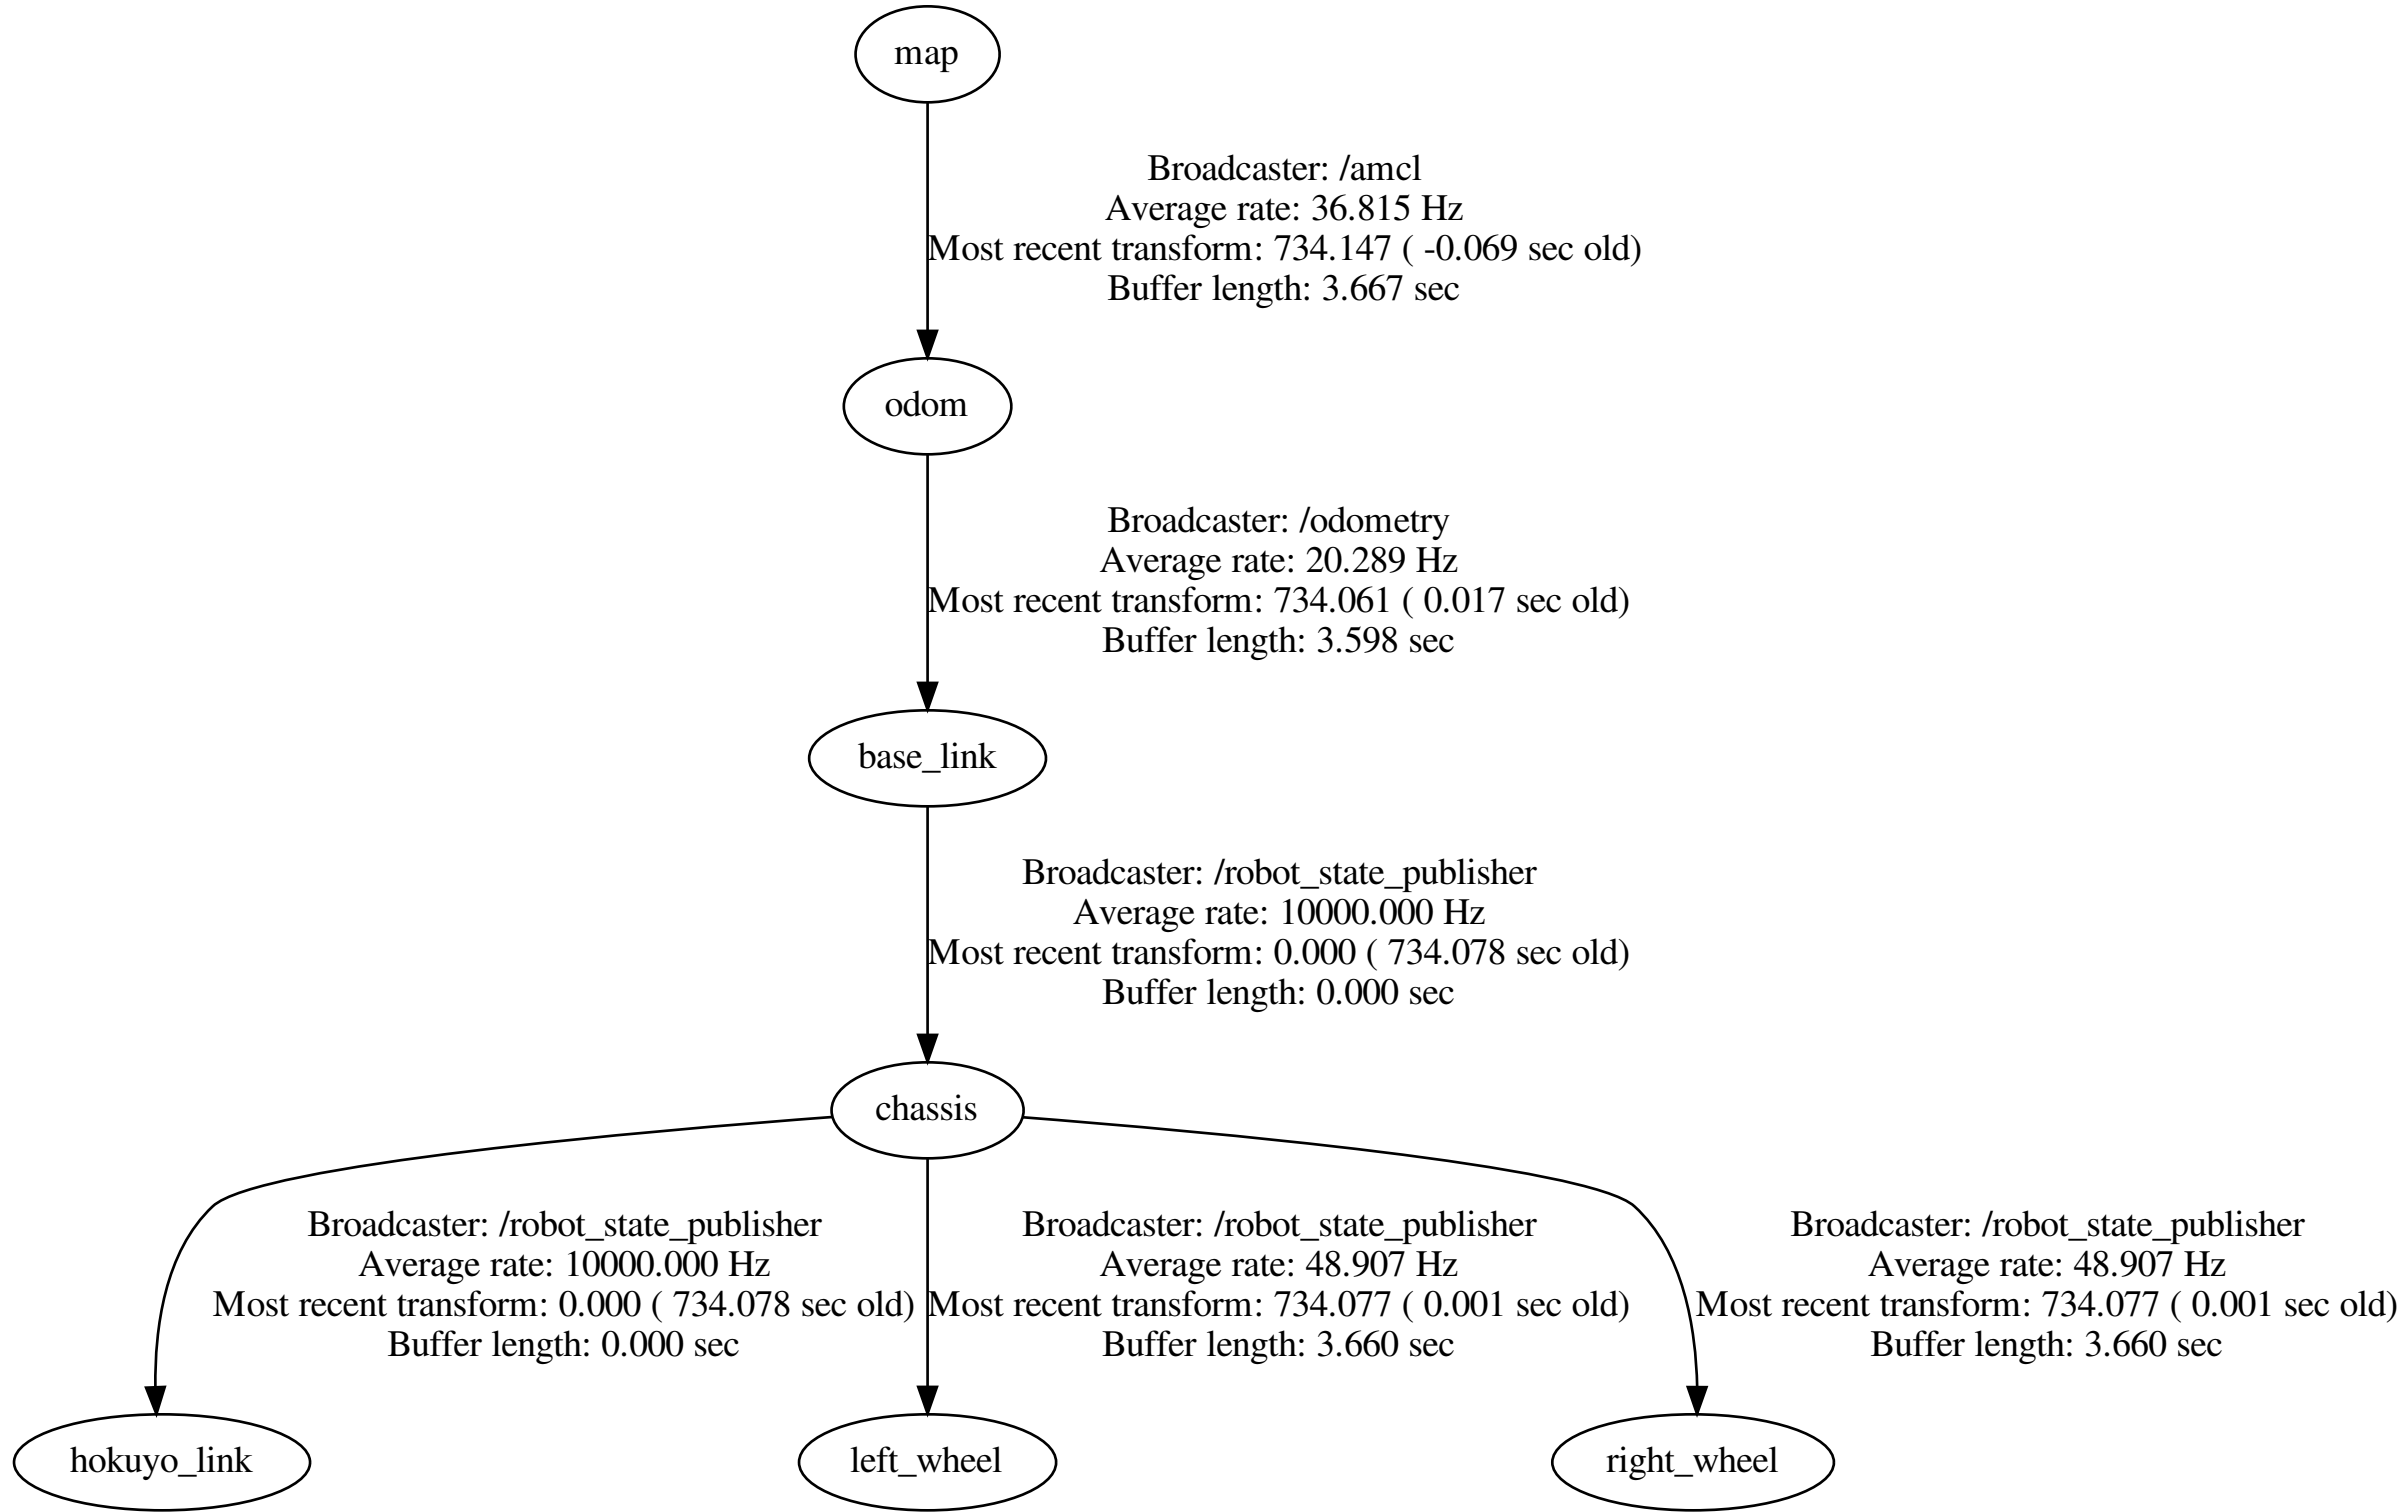 map
Broadcaster: /amcl
Average rate: 36.815 Hz
Most recent transform: 734.147 ( -0.069 sec old)
Buffer length: 3.667 sec
odom
Broadcaster: /odometry
Average rate: 20.289 Hz
Most recent transform: 734.061 ( 0.017 sec old)
Buffer length: 3.598 sec
base_link
Broadcaster: /robot_state_publisher
Average rate: 10000.000 Hz
Most recent transform: 0.000 ( 734.078 sec old)
Buffer length: 0.000 sec
chassis
Broadcaster: /robot_state_publisher
Average rate: 10000.000 Hz
Most recent transform: 0.000 ( 734.078 sec old)
Buffer length: 0.000 sec
Broadcaster: /robot_state_publisher
Average rate: 48.907 Hz
Most recent transform: 734.077 ( 0.001 sec old)
Buffer length: 3.660 sec
Broadcaster: /robot_state_publisher
Average rate: 48.907 Hz
Most recent transform: 734.077 ( 0.001 sec old)
Buffer length: 3.660 sec
hokuyo_link
left_wheel
right_wheel